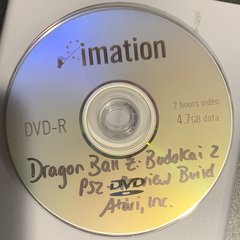 imation
DVD-R
2 hours video
4.7GB data
Dragon Ball Z: Budokai 2
PS2 DVD Preview Build
Atari, Inc.